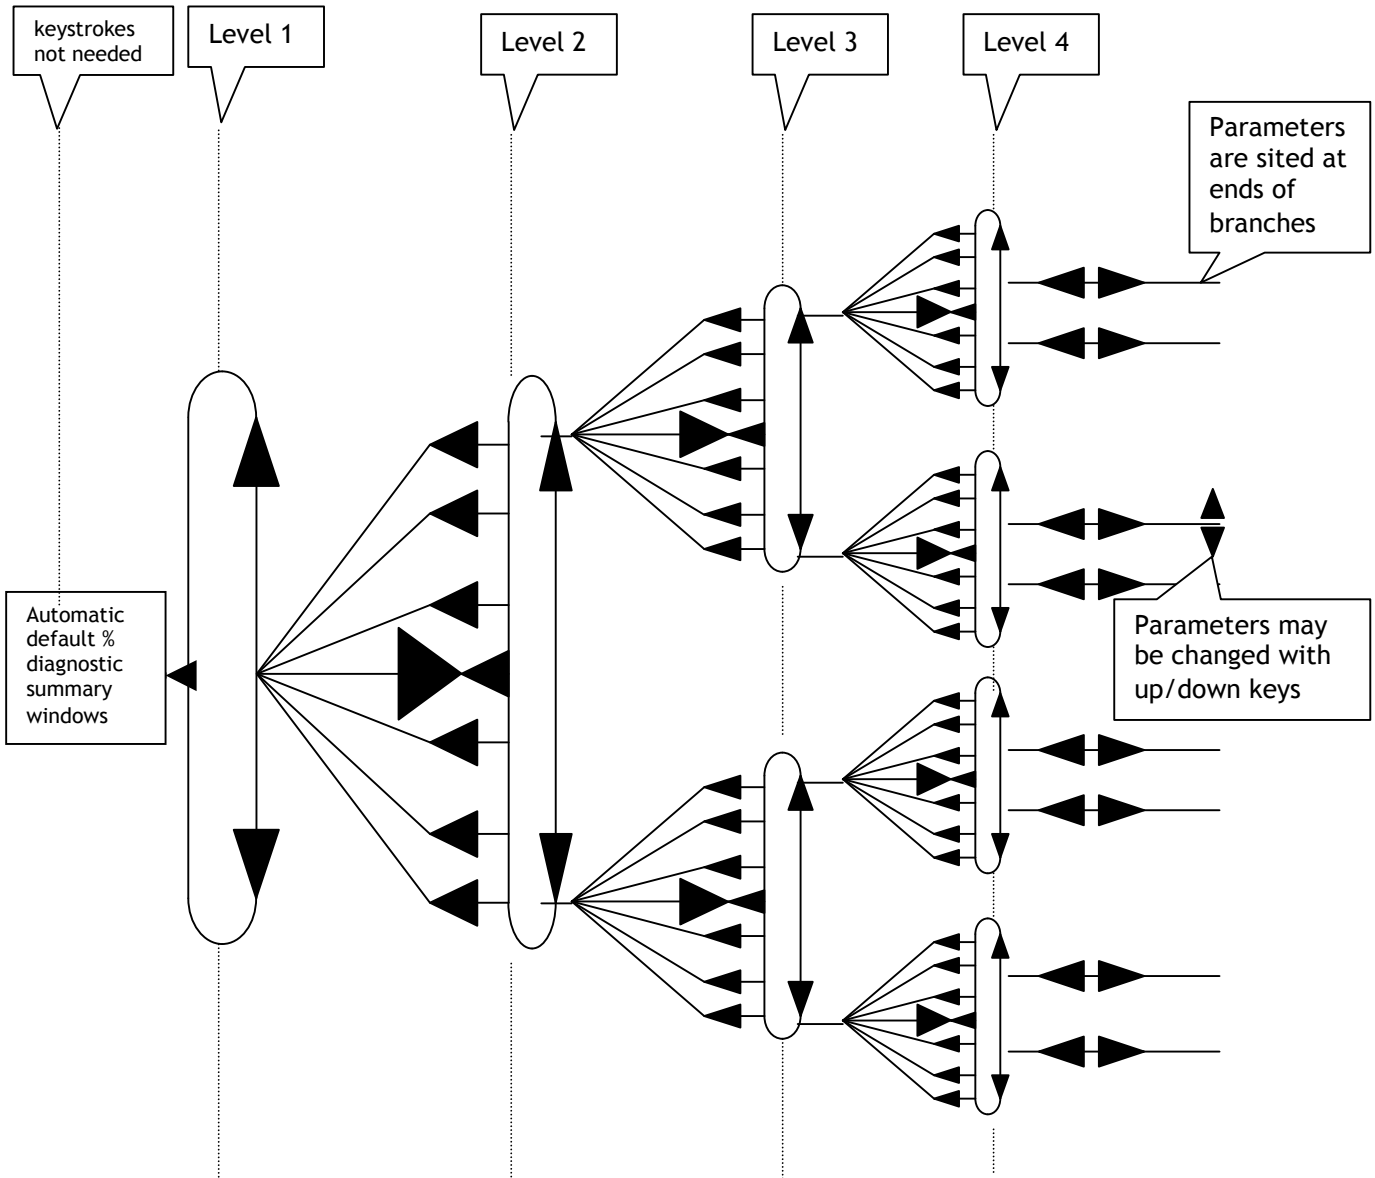 keystrokes
not needed
Level 1
Level 2
Level 3
Level 4
Parameters
are sited at
ends of
branches
Automatic
default %
diagnostic
summary
windows
Parameters may
be changed with
up/down keys